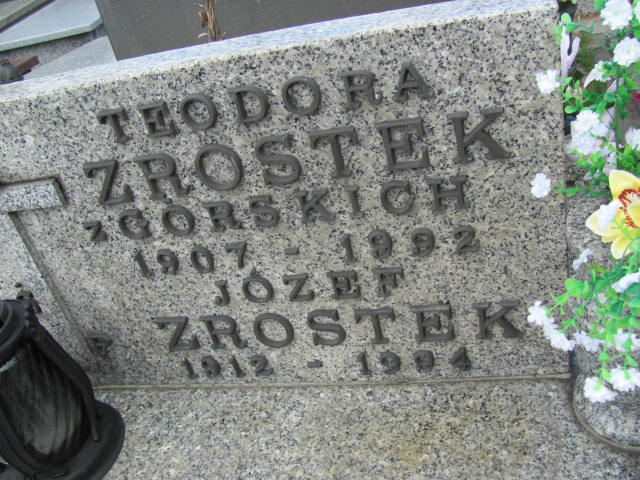 TEODORA
ZROSTEK
Z GÓRSKICH
1907 - 1992
JÓZEF
ZROSTEK
1912 - 1994